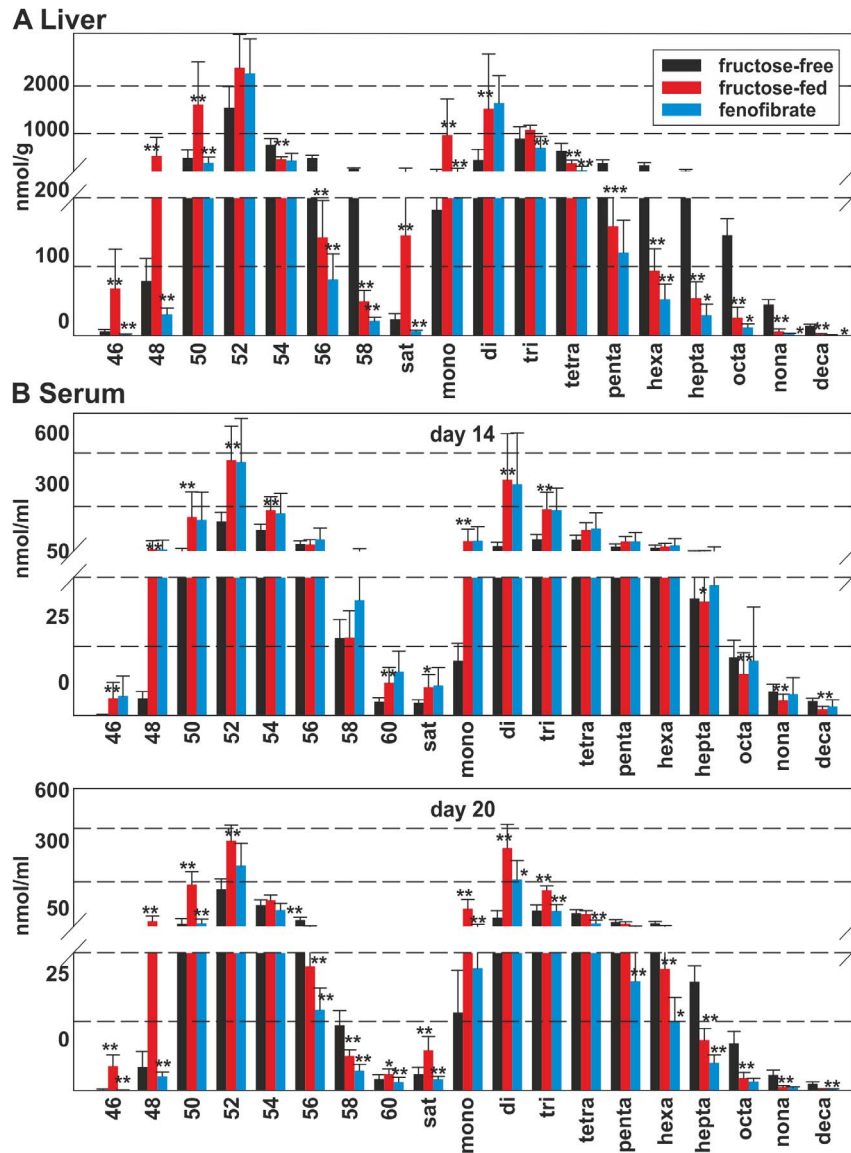 A Liver
fructose-free
fructose-fed
fenofibrate
nmol/g
2000
1000
200
100
0
** ** ** ** ** ** ** ** ** ** ** ** ** ** ** ** ** ** *** ** ** ** * ** * ** * ** *
46 48 50 52 54 56 58 sat mono di tri tetra penta hexa hepta octa nona deca
B Serum
day 14
nmol/ml
600
300
50
25
0
** ** ** ** ** ** * ** ** ** * ** ** **
46 48 50 52 54 56 58 60 sat mono di tri tetra penta hexa hepta octa nona deca
day 20
nmol/ml
600
300
50
25
0
** ** ** ** ** ** ** ** ** ** ** ** * ** ** ** ** ** ** * ** ** ** ** ** * ** ** ** ** **
46 48 50 52 54 56 58 60 sat mono di tri tetra penta hexa hepta octa nona deca